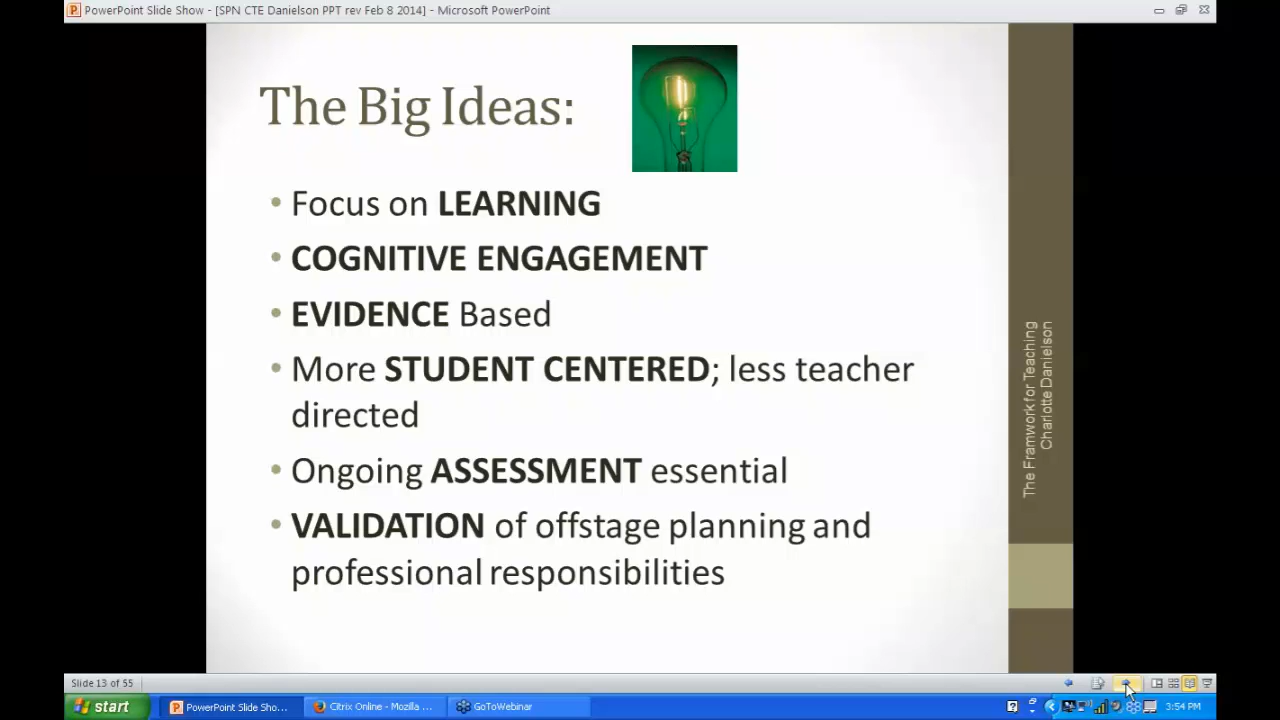 PowerPoint Slide Show - [SPN CTE Danielson PPT rev Feb 8 2014] - Microsoft PowerPoint
The Big Ideas:
• Focus on LEARNING
• COGNITIVE ENGAGEMENT
• EVIDENCE Based
• More STUDENT CENTERED; less teacher
directed
• Ongoing ASSESSMENT essential
• VALIDATION of offstage planning and
professional responsibilities
The Framwork for Teaching
Charlotte Danielson
Slide 13 of 55
start
PowerPoint Slide Sho...
Citrix Online - Mozilla ...
GoToWebinar
3:54 PM